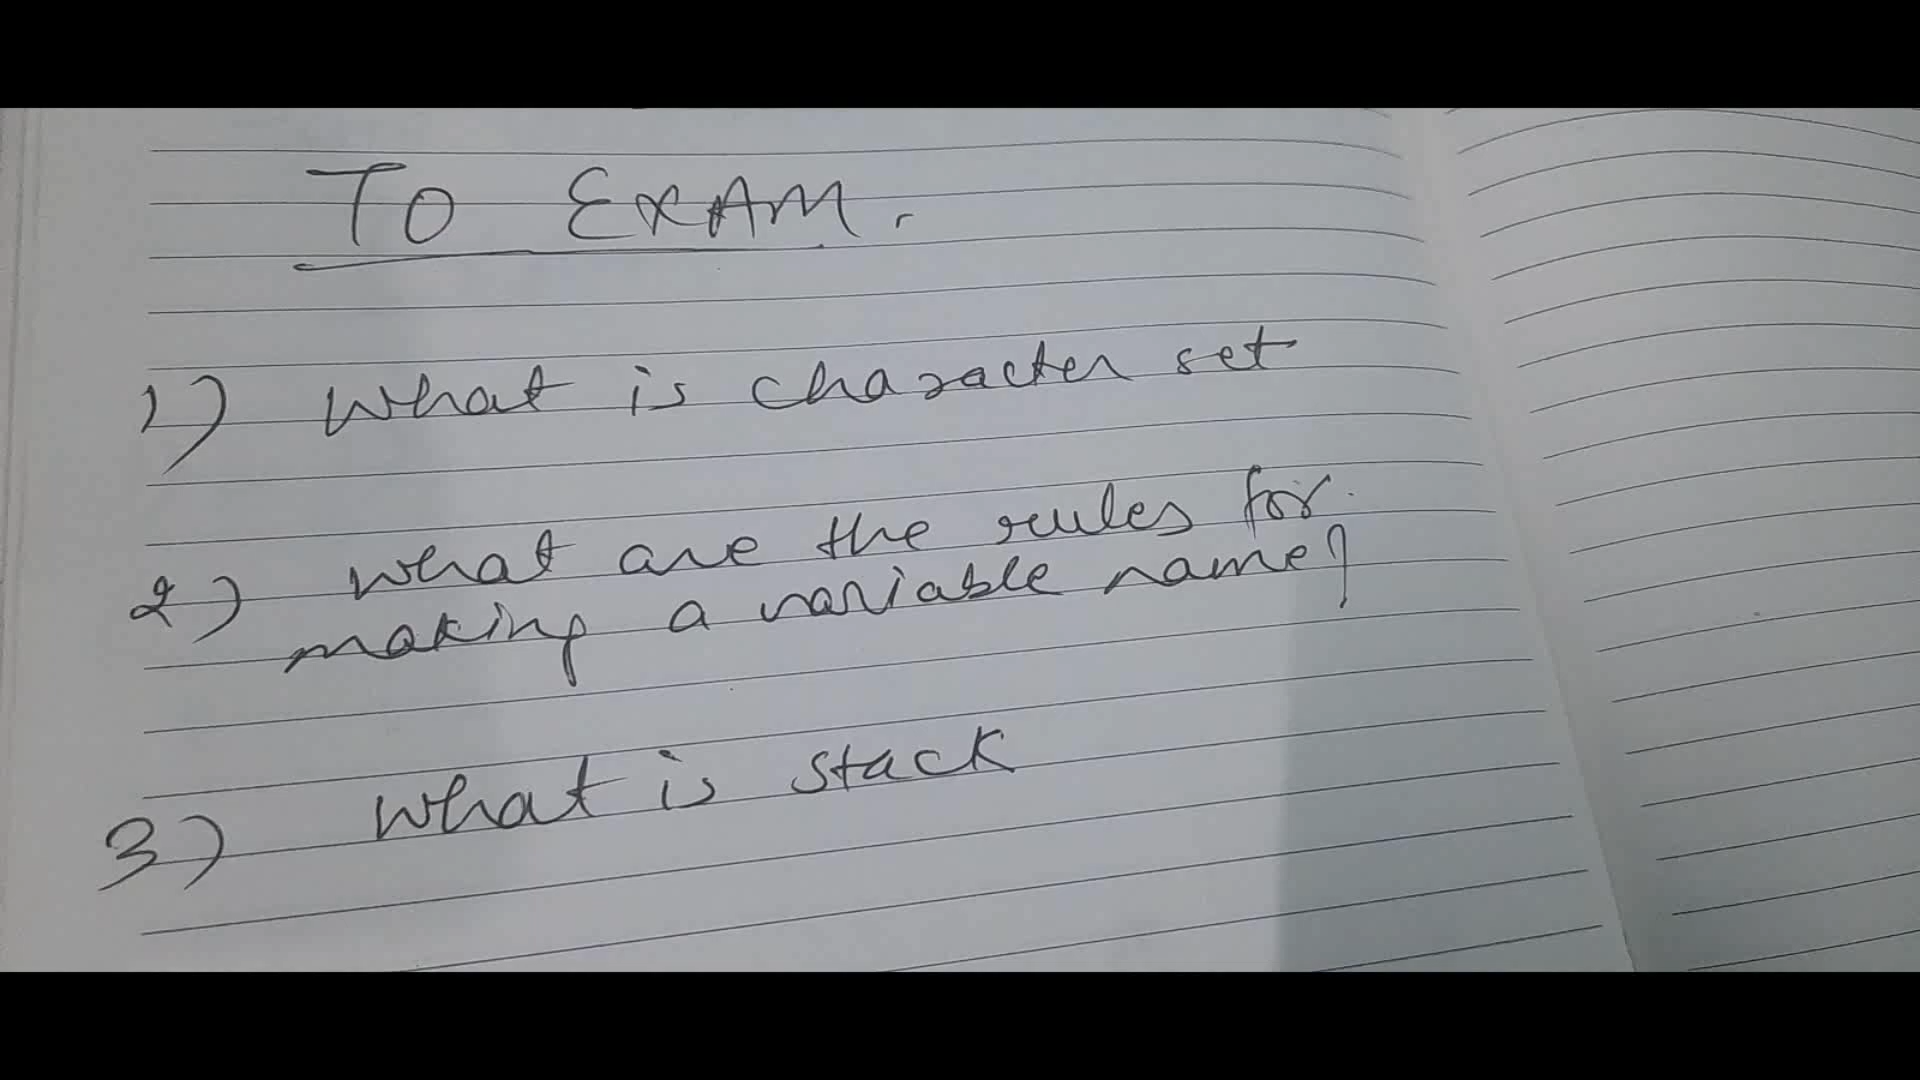 TO EXAM.
1) What is character set
2) What are the rules for
making a variable name?
3) What is stack